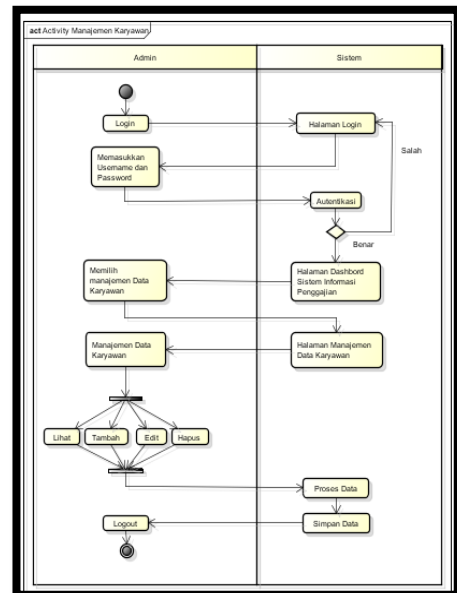 act Activity Manajemen Karyawan
Admin
Sistem
Login
Halaman Login
Memasukkan
Username dan
Password
Salah
Autentikasi
Benar
Memilih
manajemen Data
Karyawan
Halaman Dashbord
Sistem Informasi
Penggajian
Manajemen Data
Karyawan
Halaman Manajemen
Data Karyawan
Lihat
Tambah
Edit
Hapus
Proses Data
Logout
Simpan Data